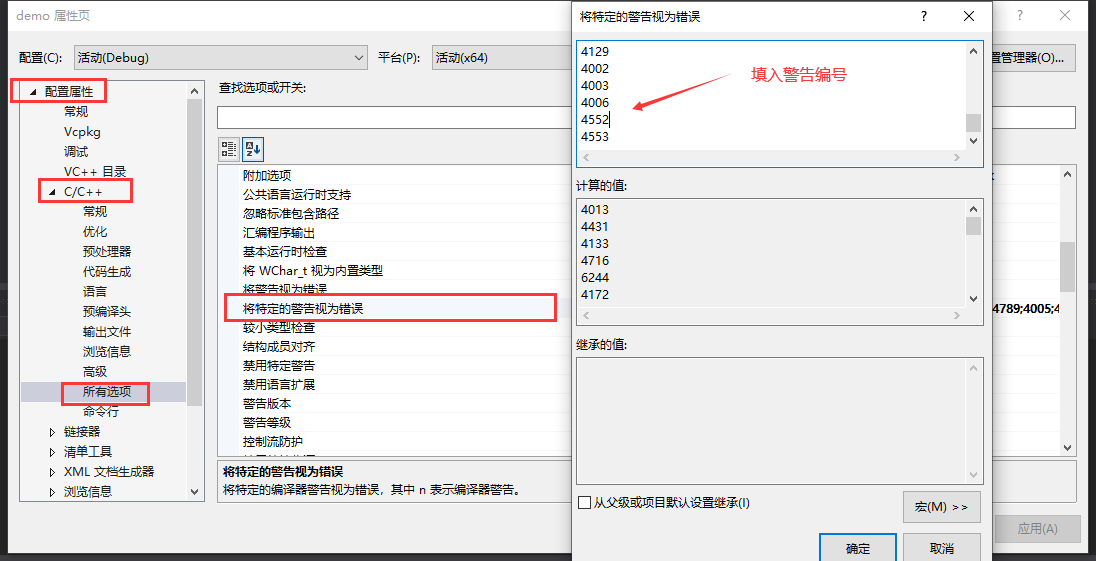 demo 属性页
配置(C):
活动(Debug)
平台(P):
活动(x64)
置管理器(O)...
配置属性
常规
Vcpkg
调试
VC++ 目录
C/C++
常规
优化
预处理器
代码生成
语言
预编译头
输出文件
浏览信息
高级
所有选项
命令行
链接器
清单工具
XML 文档生成器
浏览信息
查找选项或开关:
附加选项
公共语言运行时支持
忽略标准包含路径
汇编程序输出
基本运行时检查
将 WChar_t 视为内置类型
将警告视为错误
将特定的警告视为错误
较小类型检查
结构成员对齐
禁用特定警告
禁用语言扩展
警告版本
警告等级
控制流防护
4789;4005;4
将特定的警告视为错误
将特定的编译器警告视为错误，其中 n 表示编译器警告。
应用(A)
将特定的警告视为错误
4129
4002
4003
4006
4552
4553
填入警告编号
计算的值:
4013
4431
4133
4716
6244
4172
继承的值:
从父级或项目默认设置继承(I)
宏(M) >>
确定
取消